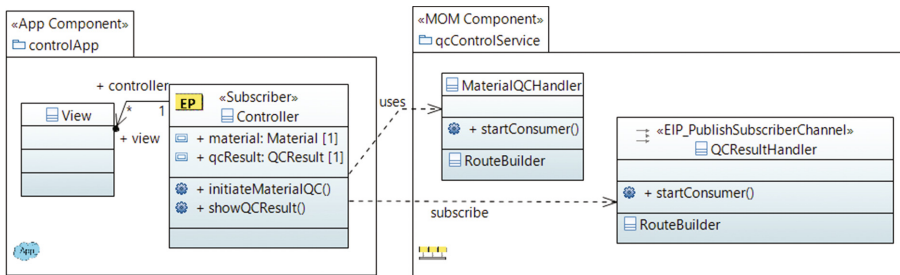 «App Component»
controlApp
+ controller
*
1
View
+ view
EP
«Subscriber»
Controller
+ material: Material [1]
+ qcResult: QCResult [1]
+ initiateMaterialQC()
+ showQCResult()
App
uses
subscribe
«MOM Component»
qcControlService
MaterialQCHandler
+ startConsumer()
RouteBuilder
«EIP_PublishSubscriberChannel»
QCResultHandler
+ startConsumer()
RouteBuilder